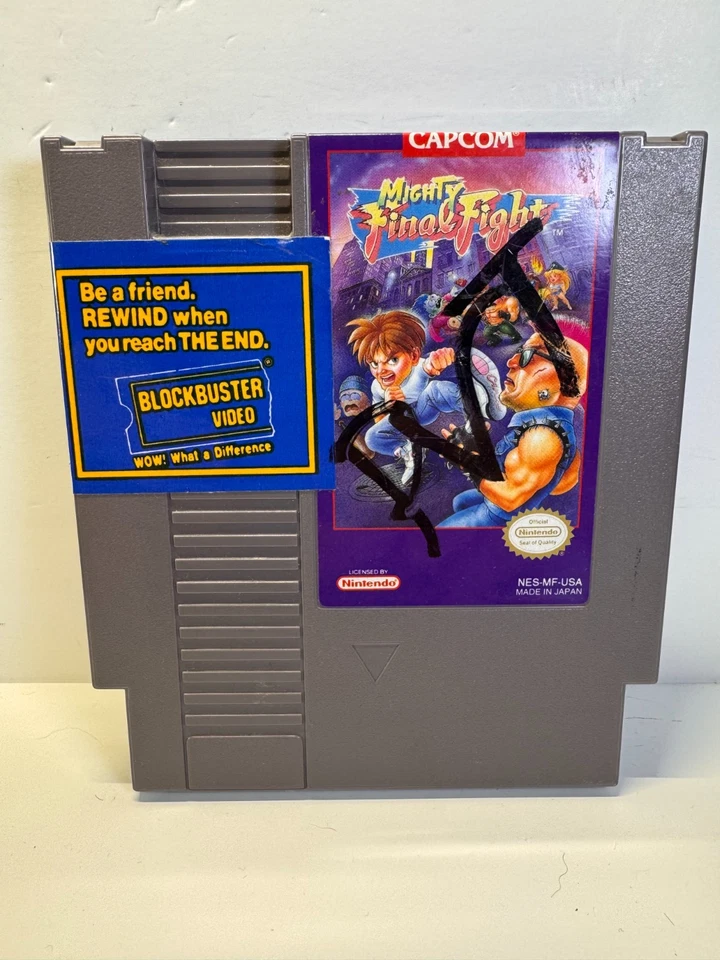 CAPCOM®
MIGHTY
Final Fight™
Be a friend.
REWIND when
you reach THE END.
BLOCKBUSTER®
VIDEO
WOW! What a Difference
Official
Nintendo
Seal of Quality
LICENSED BY
Nintendo®
NES-MF-USA
MADE IN JAPAN